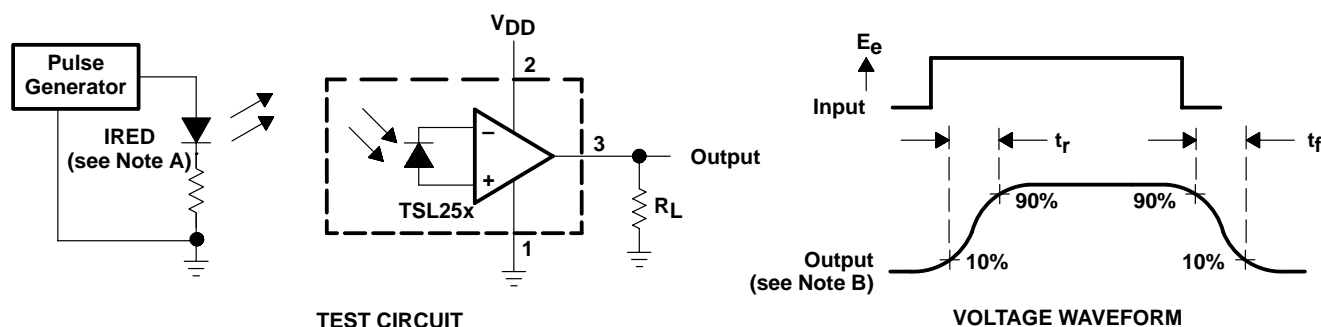 Pulse
Generator
IRED
(see Note A)
VDD
2
−
+
TSL25x
3
Output
RL
1
TEST CIRCUIT
Ee
Input
tr
tf
90%
90%
10%
10%
Output
(see Note B)
VOLTAGE WAVEFORM